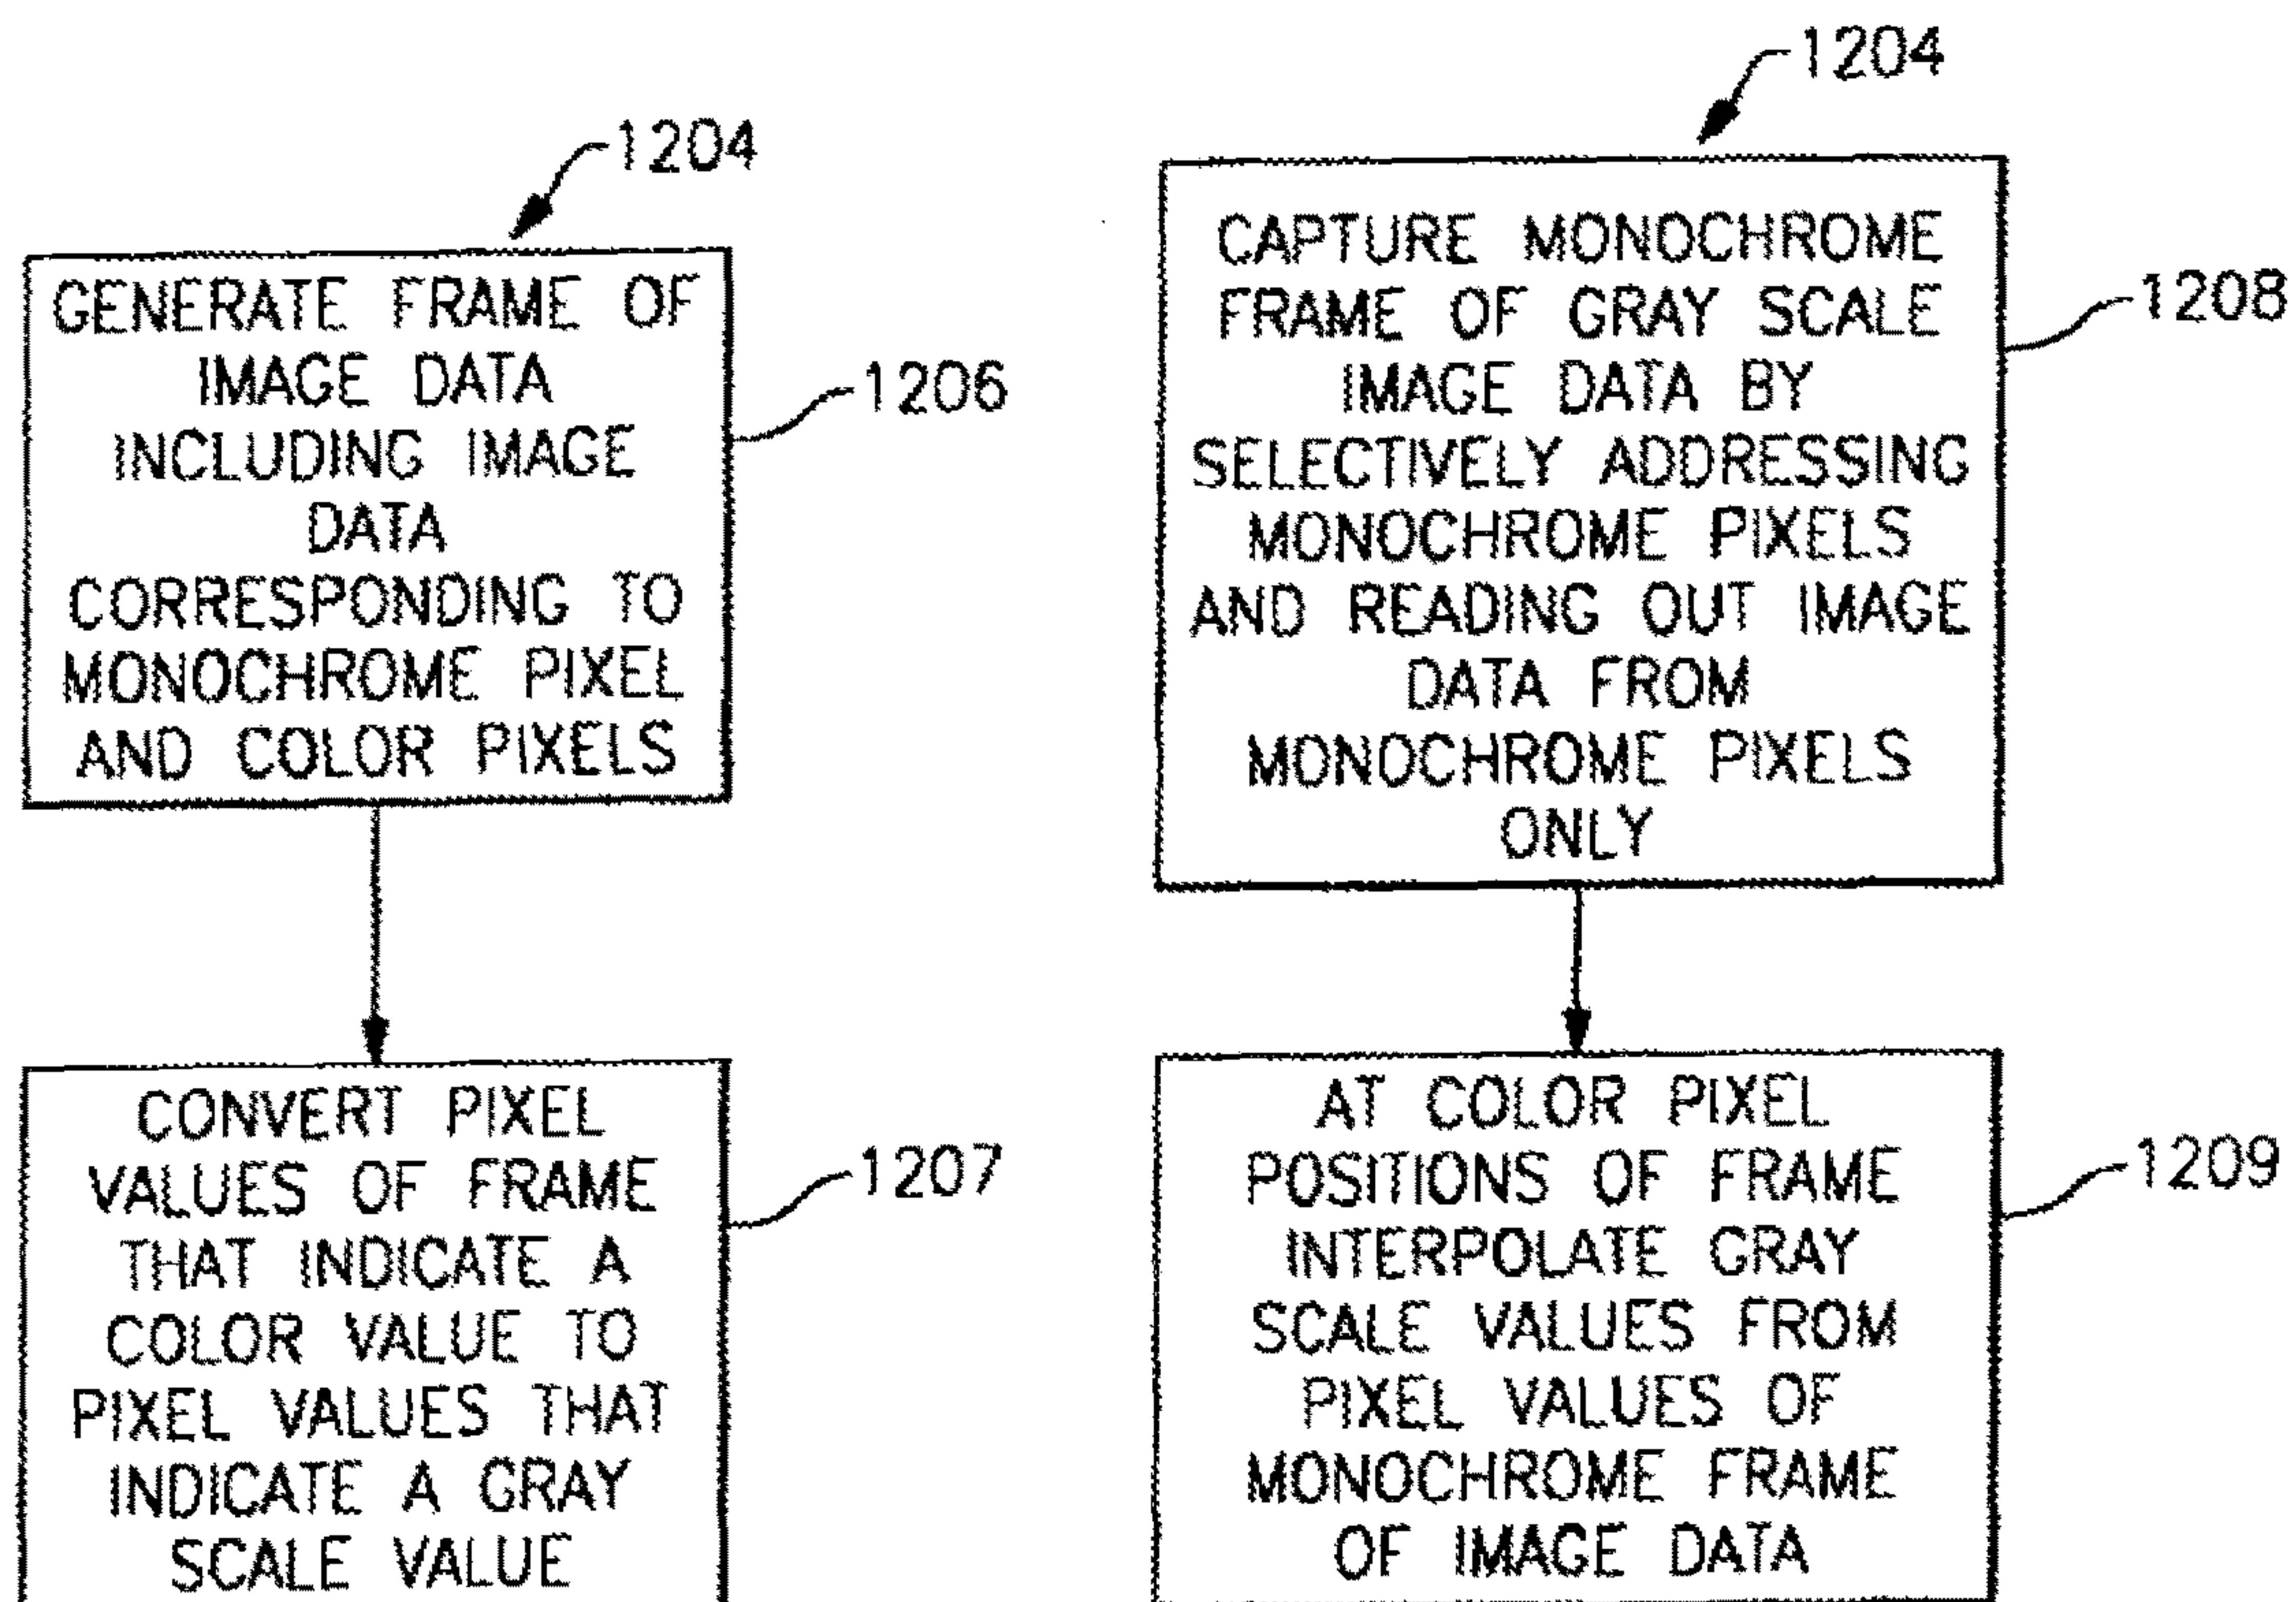 1204
GENERATE FRAME OF
IMAGE DATA
INCLUDING IMAGE
DATA
CORRESPONDING TO
MONOCHROME PIXEL
AND COLOR PIXELS
1206
CONVERT PIXEL
VALUES OF FRAME
THAT INDICATE A
COLOR VALUE TO
PIXEL VALUES THAT
INDICATE A GRAY
SCALE VALUE
1207
1204
CAPTURE MONOCHROME
FRAME OF GRAY SCALE
IMAGE DATA BY
SELECTIVELY ADDRESSING
MONOCHROME PIXELS
AND READING OUT IMAGE
DATA FROM
MONOCHROME PIXELS
ONLY
1208
AT COLOR PIXEL
POSITIONS OF FRAME
INTERPOLATE GRAY
SCALE VALUES FROM
PIXEL VALUES OF
MONOCHROME FRAME
OF IMAGE DATA
1209